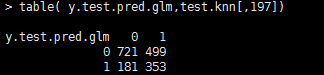 > table( y.test.pred.glm,test.knn[,197])
y.test.pred.glm   0   1
              0 721 499
              1 181 353